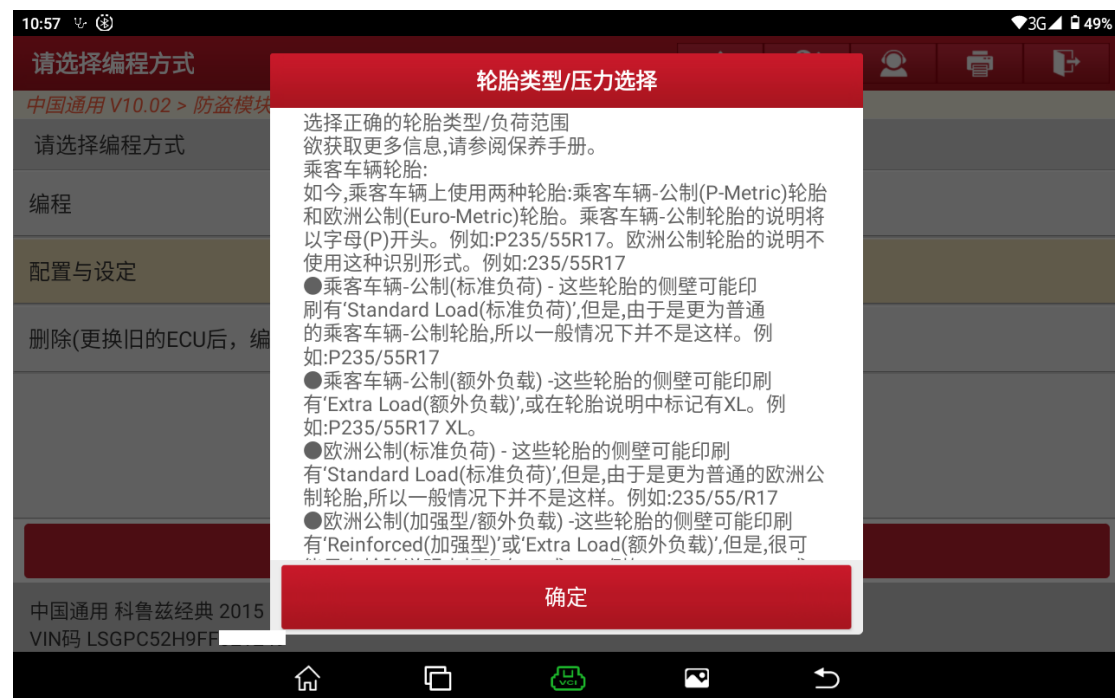 10:57
3G 49%
请选择编程方式
中国通用 V10.02 > 防盗模块
请选择编程方式
编程
配置与设定
删除(更换旧的ECU后，编
轮胎类型/压力选择
选择正确的轮胎类型/负荷范围
欲获取更多信息,请参阅保养手册。
乘客车辆轮胎:
如今,乘客车辆上使用两种轮胎:乘客车辆-公制(P-Metric)轮胎
和欧洲公制(Euro-Metric)轮胎。乘客车辆-公制轮胎的说明将
以字母(P)开头。例如:P235/55R17。欧洲公制轮胎的说明不
使用这种识别形式。例如:235/55R17
●乘客车辆-公制(标准负荷) - 这些轮胎的侧壁可能印
刷有'Standard Load(标准负荷)',但是,由于是更为普通
的乘客车辆-公制轮胎,所以一般情况下并不是这样。例
如:P235/55R17
●乘客车辆-公制(额外负载) -这些轮胎的侧壁可能印刷
有'Extra Load(额外负载)',或在轮胎说明中标记有XL。例
如:P235/55R17 XL。
●欧洲公制(标准负荷) - 这些轮胎的侧壁可能印刷
有'Standard Load(标准负荷)',但是,由于是更为普通的欧洲公
制轮胎,所以一般情况下并不是这样。例如:235/55/R17
●欧洲公制(加强型/额外负载) -这些轮胎的侧壁可能印刷
有'Reinforced(加强型)'或'Extra Load(额外负载)',但是,很可
确定
中国通用 科鲁兹经典 2015
VIN码 LSGPC52H9FF
VCI